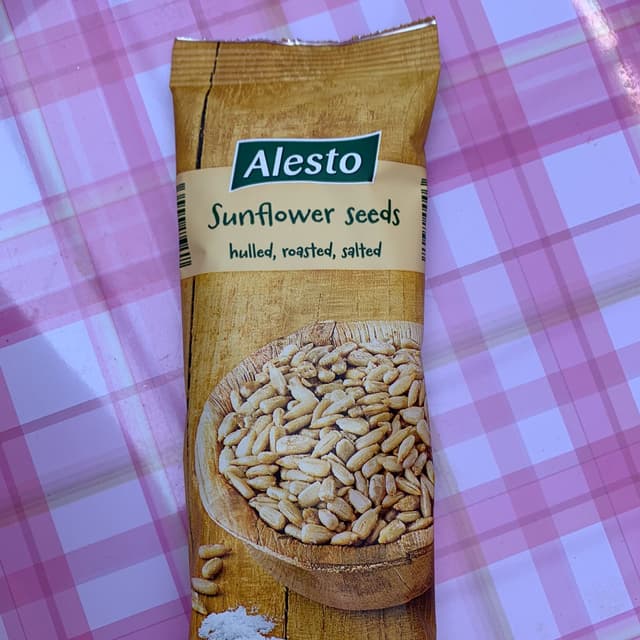 Alesto
Sunflower seeds
hulled, roasted, salted